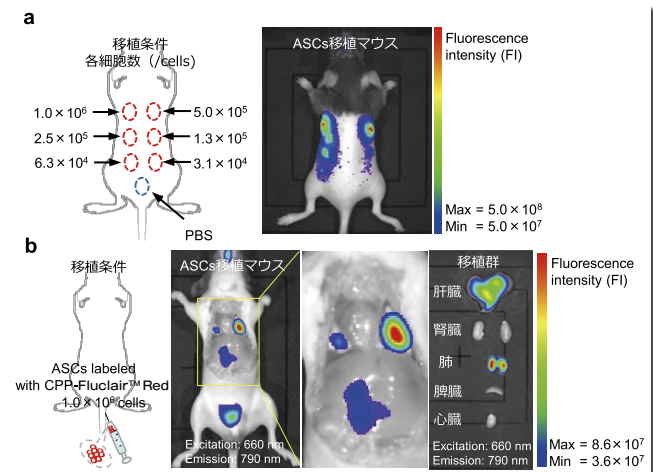 a
移植条件
各細胞数（/cells）
1.0×10⁶
5.0×10⁵
2.5×10⁵
1.3×10⁵
6.3×10⁴
3.1×10⁴
PBS
ASCs移植マウス
Fluorescence
intensity (FI)
Max = 5.0×10⁸
Min = 5.0×10⁷
b
移植条件
ASCs labeled
with CPP-Fluclair™ Red
1.0×10⁶ cells
ASCs移植マウス
Excitation: 660 nm
Emission: 790 nm
移植群
肝臓
腎臓
肺
脾臓
心臓
Excitation: 660 nm
Emission: 790 nm
Fluorescence
intensity (FI)
Max = 8.6×10⁷
Min = 3.6×10⁷